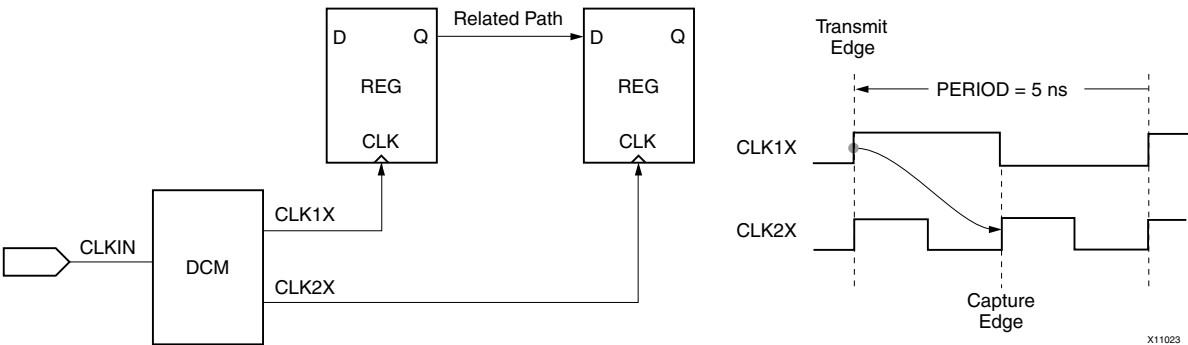 Related Path
D
Q
REG
CLK
D
Q
REG
CLK
CLK1X
CLKIN
DCM
CLK2X
Transmit
Edge
PERIOD = 5 ns
CLK1X
CLK2X
Capture
Edge
X11023